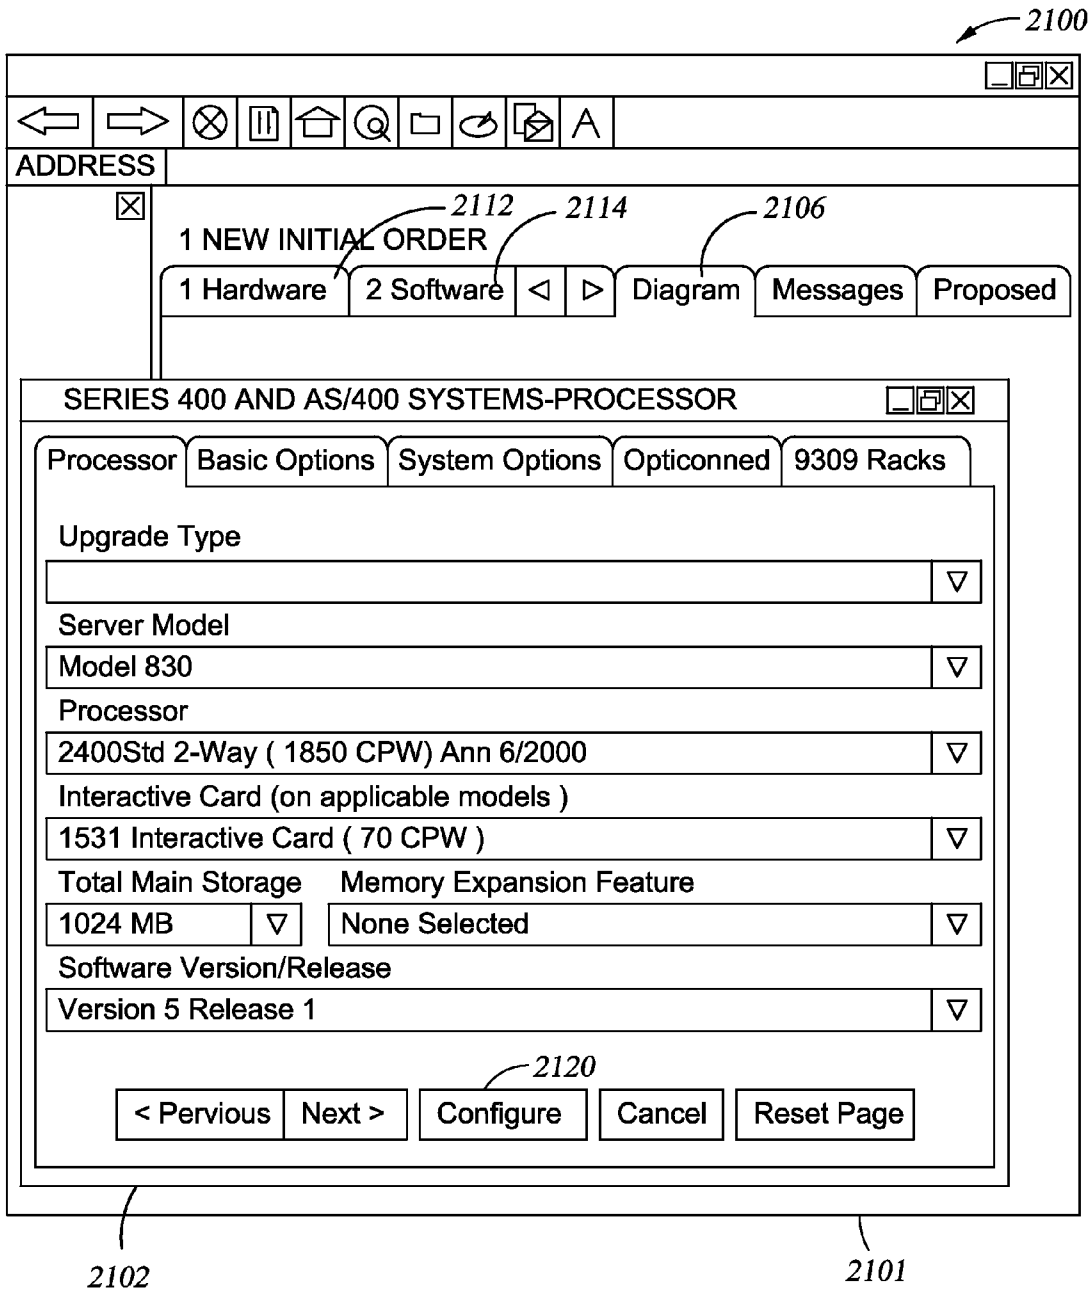 2100
ADDRESS
2112 2114 2106
1 NEW INITIAL ORDER
1 Hardware 2 Software Diagram Messages Proposed
SERIES 400 AND AS/400 SYSTEMS-PROCESSOR
Processor Basic Options System Options Opticonned 9309 Racks
Upgrade Type
Server Model
Model 830
Processor
2400Std 2-Way ( 1850 CPW) Ann 6/2000
Interactive Card (on applicable models )
1531 Interactive Card ( 70 CPW )
Total Main Storage Memory Expansion Feature
1024 MB None Selected
Software Version/Release
Version 5 Release 1
2120
< Pervious Next > Configure Cancel Reset Page
2102 2101